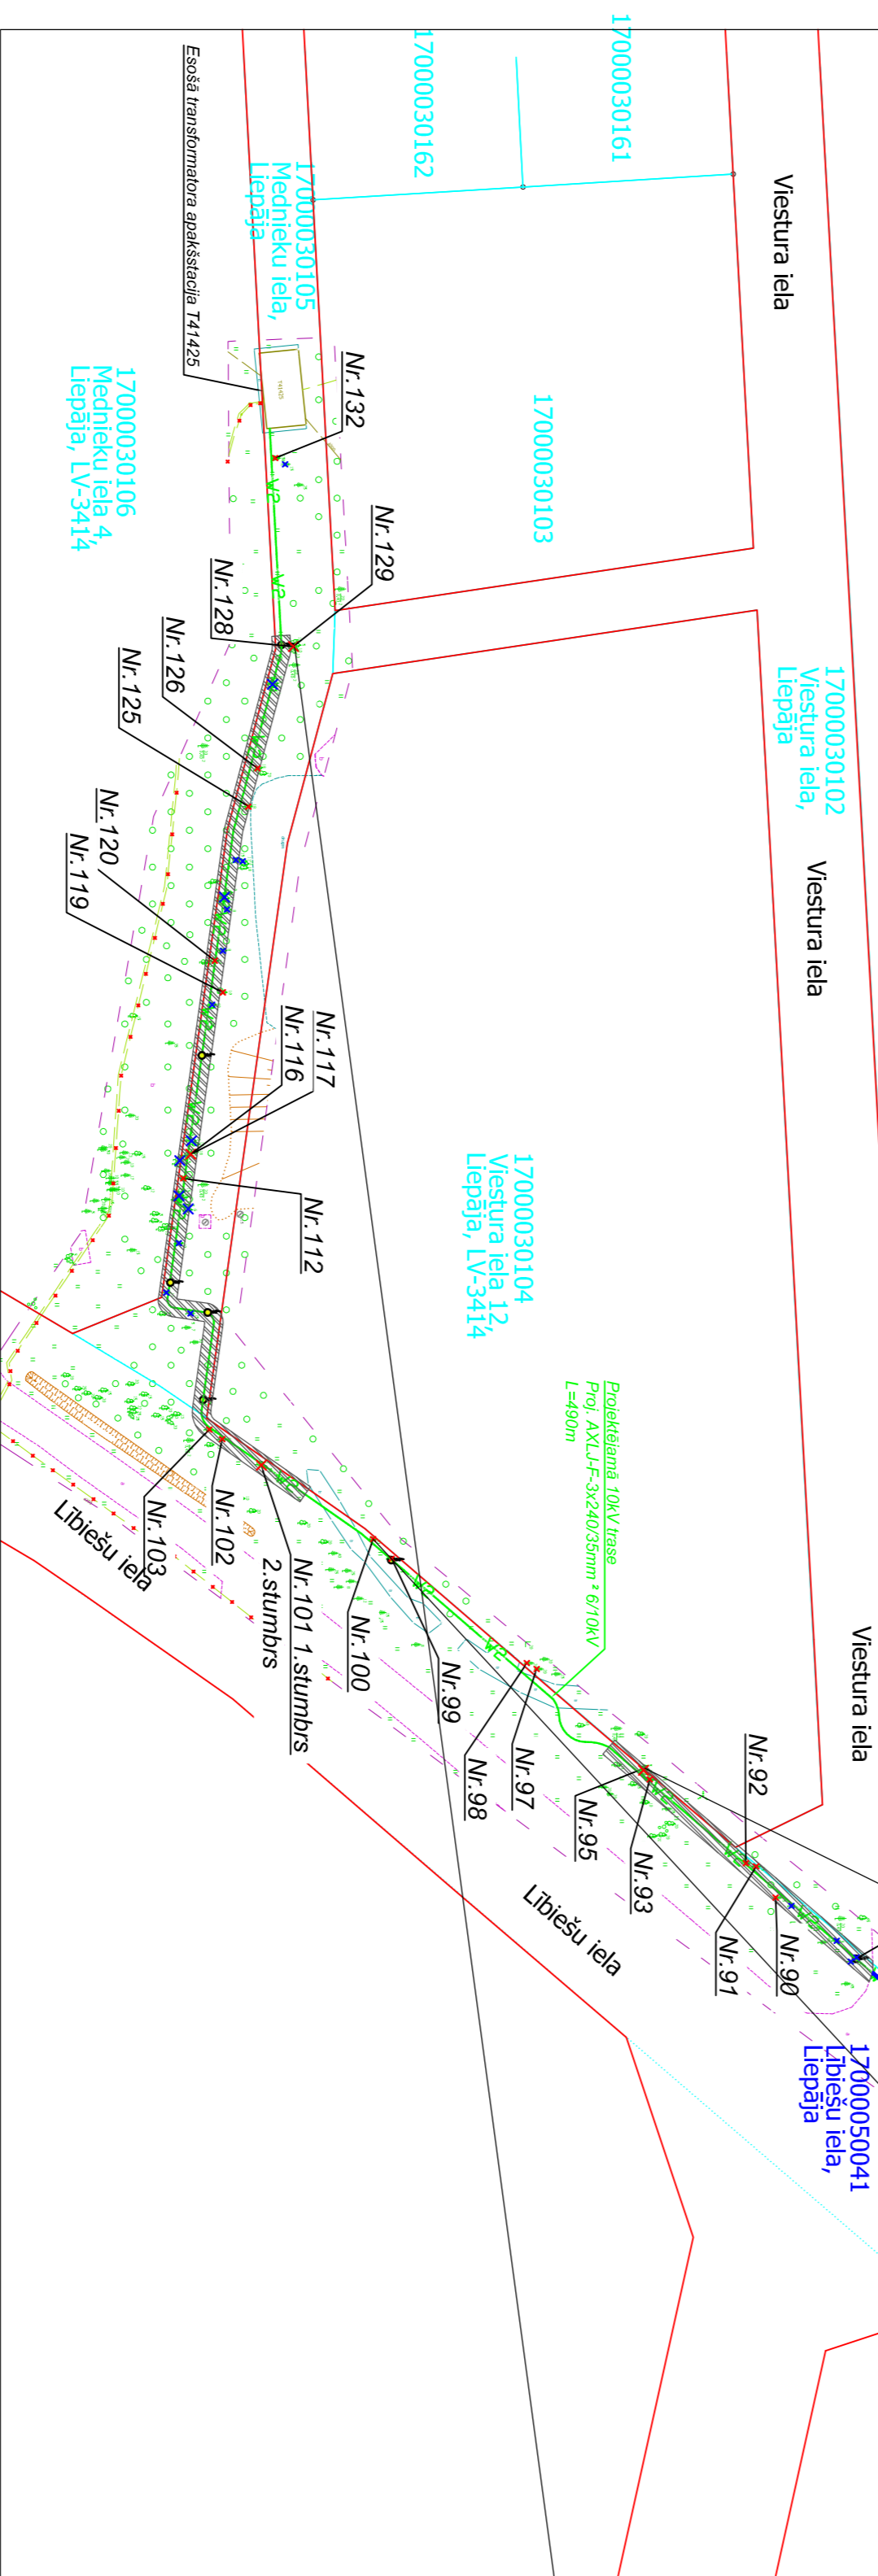 17000030161
17000030162
Viestura iela
17000030105
Mednieku iela,
Liepāja
Esošā transformatora apakšstacija T41425
T41425
17000030106
Mednieku iela 4,
Liepāja, LV-3414
17000030103
Nr.132
Nr.129
Nr.128
Nr.126
Nr.125
Nr.120
Nr.119
Nr.117
Nr.116
Nr.112
17000030102
Viestura iela,
Liepāja
Viestura iela
17000030104
Viestura iela 12,
Liepāja, LV-3414
Projektējamā 10kV trase
Proj. AXLJ-F-3x240/35mm ² 6/10kV
L=490m
Nr.103
Nr.102
Nr.101 1.stumbrs
2.stumbrs
Nr.100
Nr.99
Nr.98
Nr.97
Nr.95
Nr.93
Nr.92
Nr.91
Nr.90
Lībiešu iela
Lībiešu iela
Viestura iela
17000050041
Lībiešu iela,
Liepāja